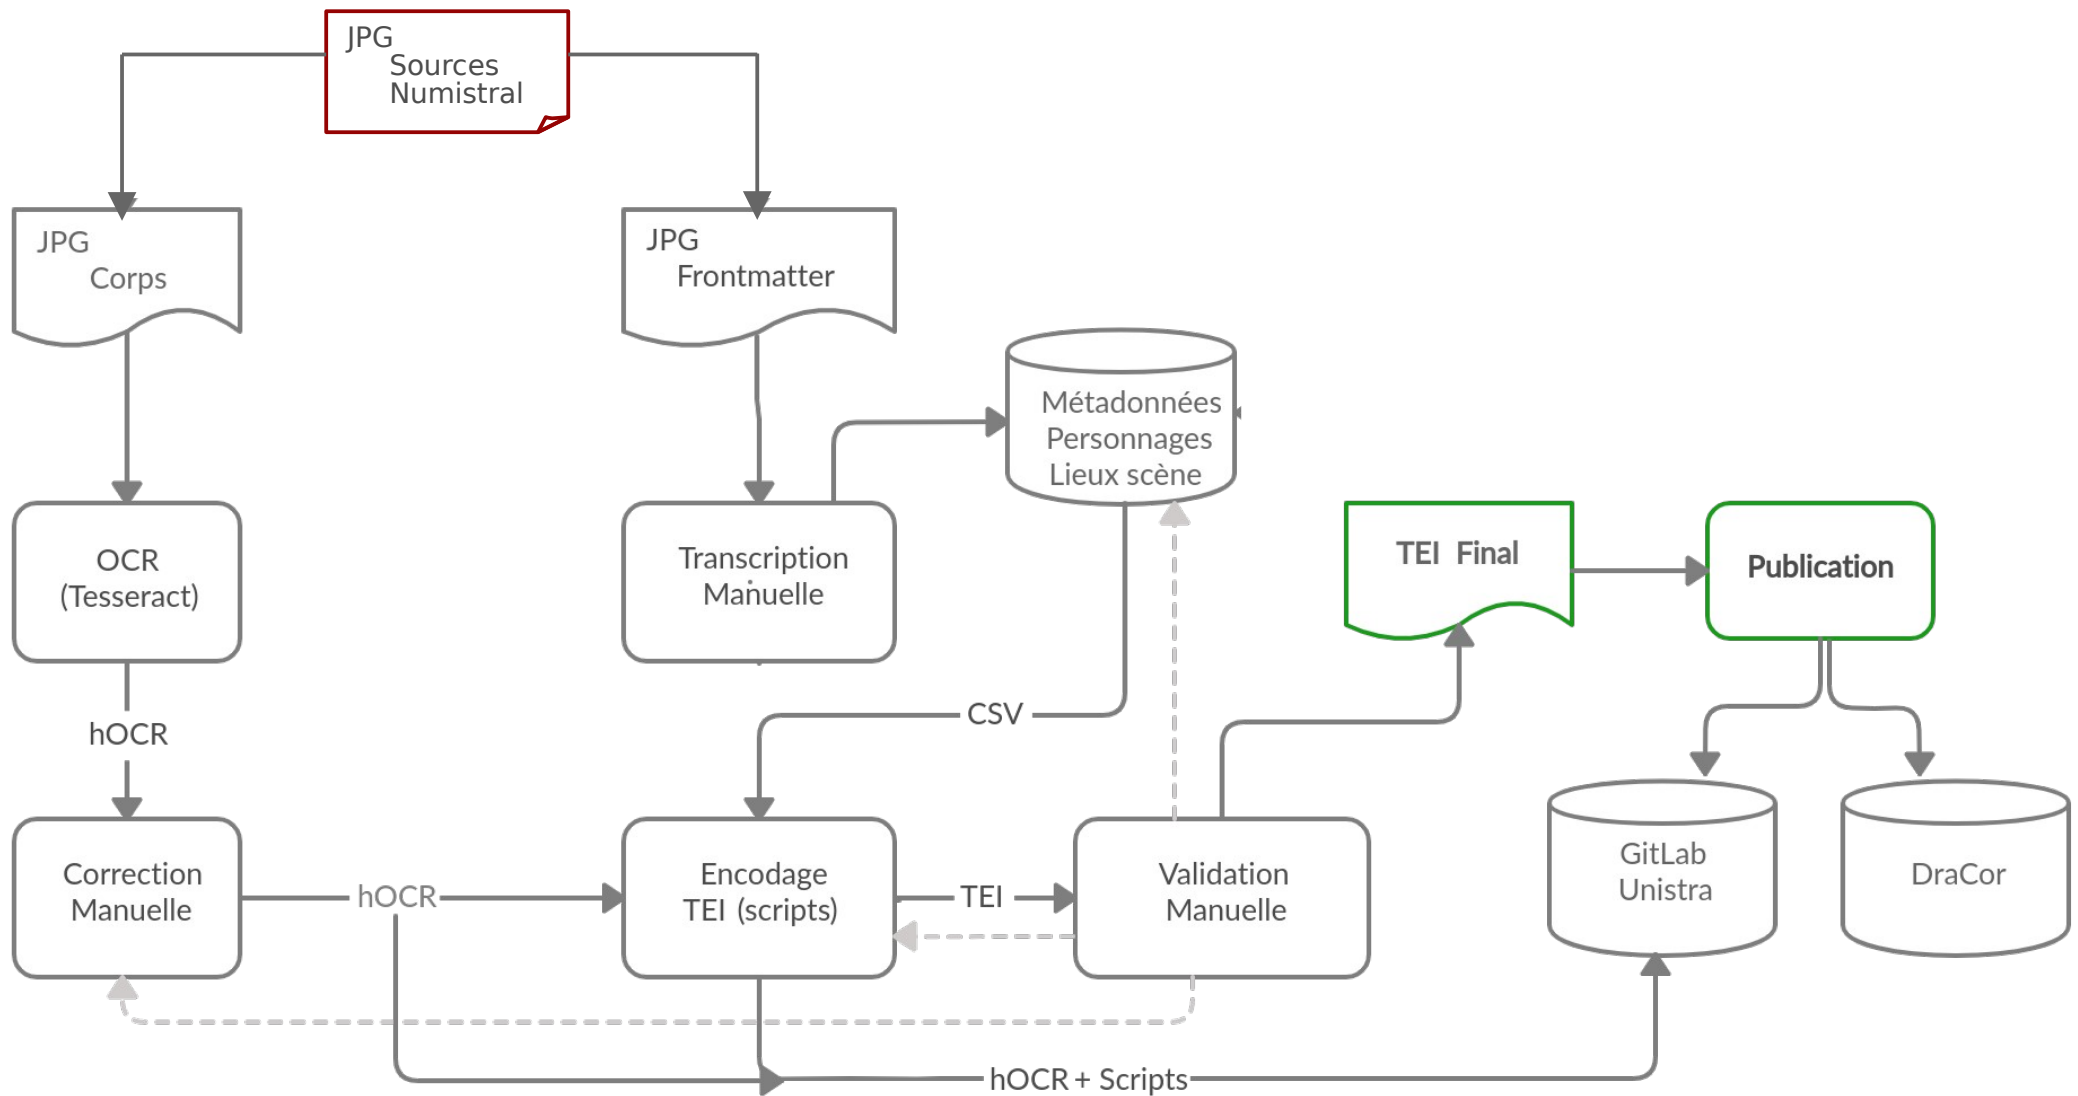 JPG
Sources
Numistral
JPG
Corps
JPG
Frontmatter
Métadonnées
Personnages
Lieux scène
OCR
(Tesseract)
Transcription
Manuelle
TEI Final
Publication
CSV
hOCR
Correction
Manuelle
hOCR
Encodage
TEI (scripts)
TEI
Validation
Manuelle
GitLab
Unistra
DraCor
hOCR + Scripts